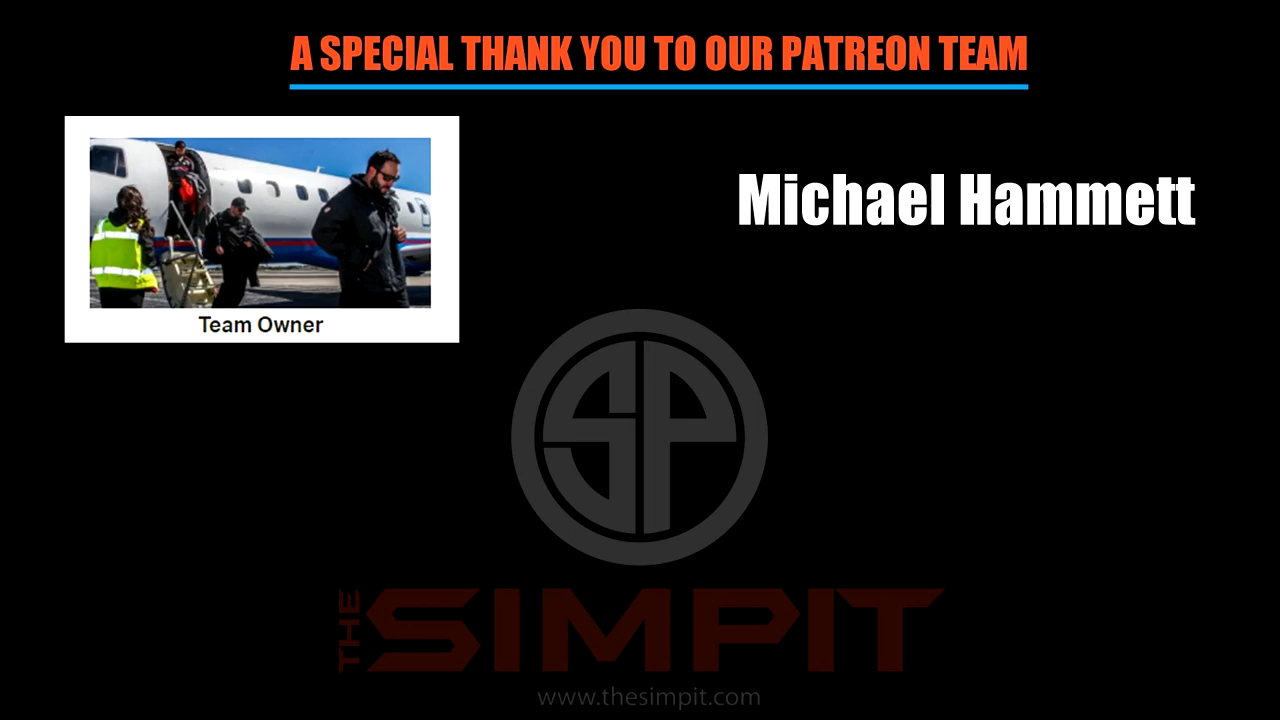 A SPECIAL THANK YOU TO OUR PATREON TEAM
Michael Hammett
Team Owner
SP
THE SIMPIT
www.thesimpit.com